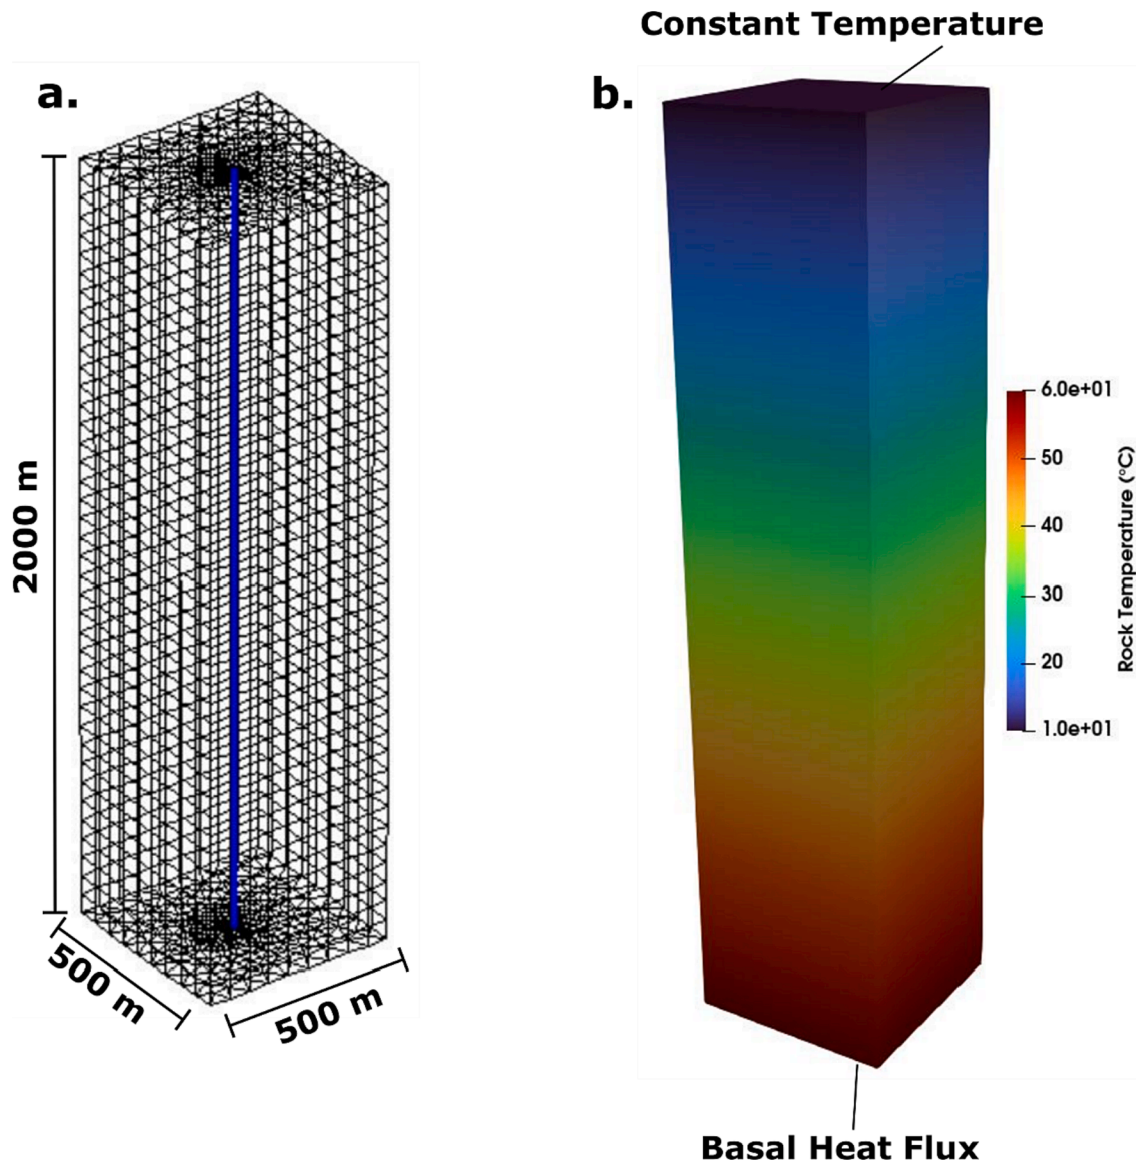 Constant Temperature
a.
b.
2000 m
500 m
500 m
6.0e+01
50
40
30
20
1.0e+01
Rock Temperature (°C)
Basal Heat Flux